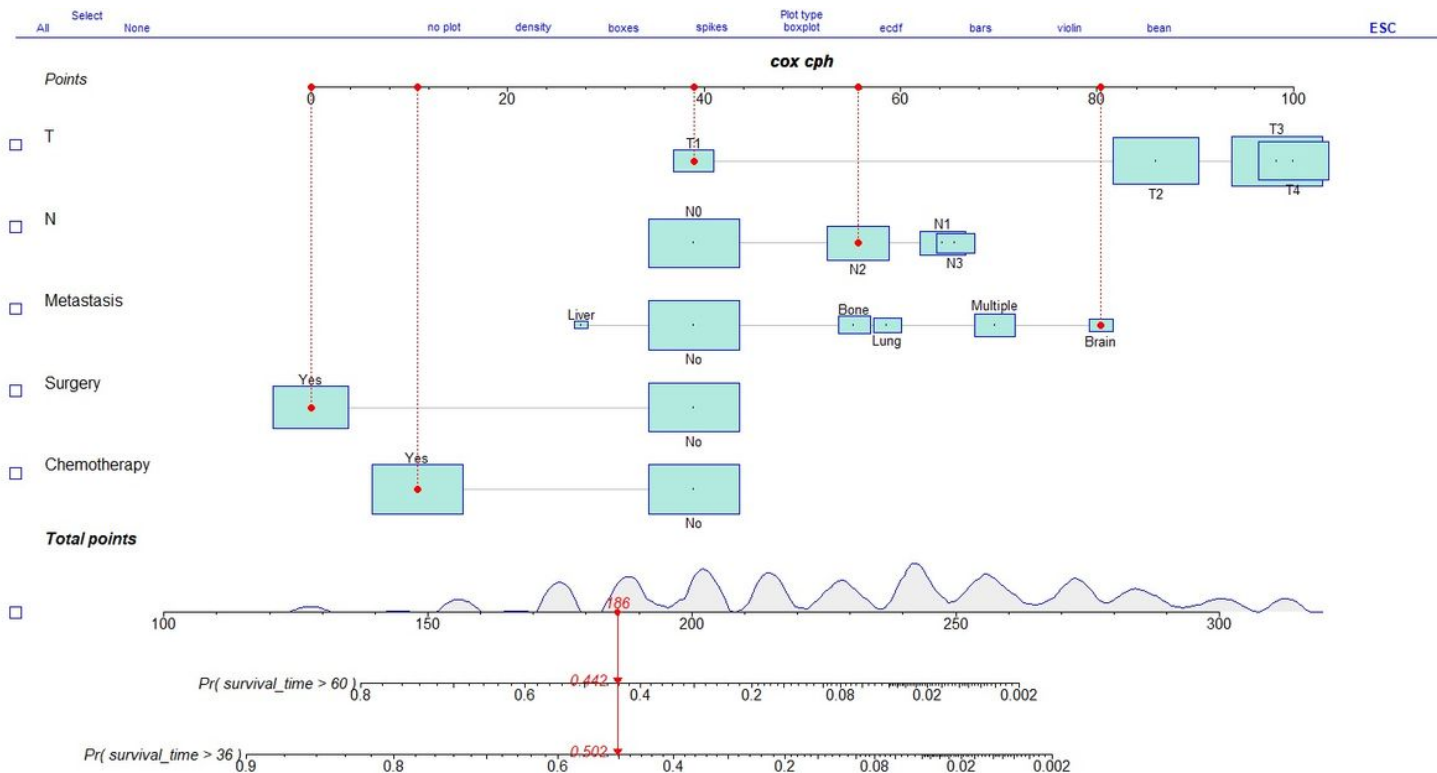 Select
All None
Plot type
no plot density boxes spikes boxplot ecdf bars violin bean ESC
cox cph
Points
0 20 40 60 80 100
T
T1 T2 T3 T4
N
N0 N2 N1 N3
Metastasis
Liver No Bone Lung Multiple Brain
Surgery
Yes No
Chemotherapy
Yes No
Total points
186
100 150 200 250 300
Pr( survival_time > 60 )
0.442
0.8 0.6 0.4 0.2 0.08 0.02 0.002
Pr( survival_time > 36 )
0.502
0.9 0.8 0.6 0.4 0.2 0.08 0.02 0.002